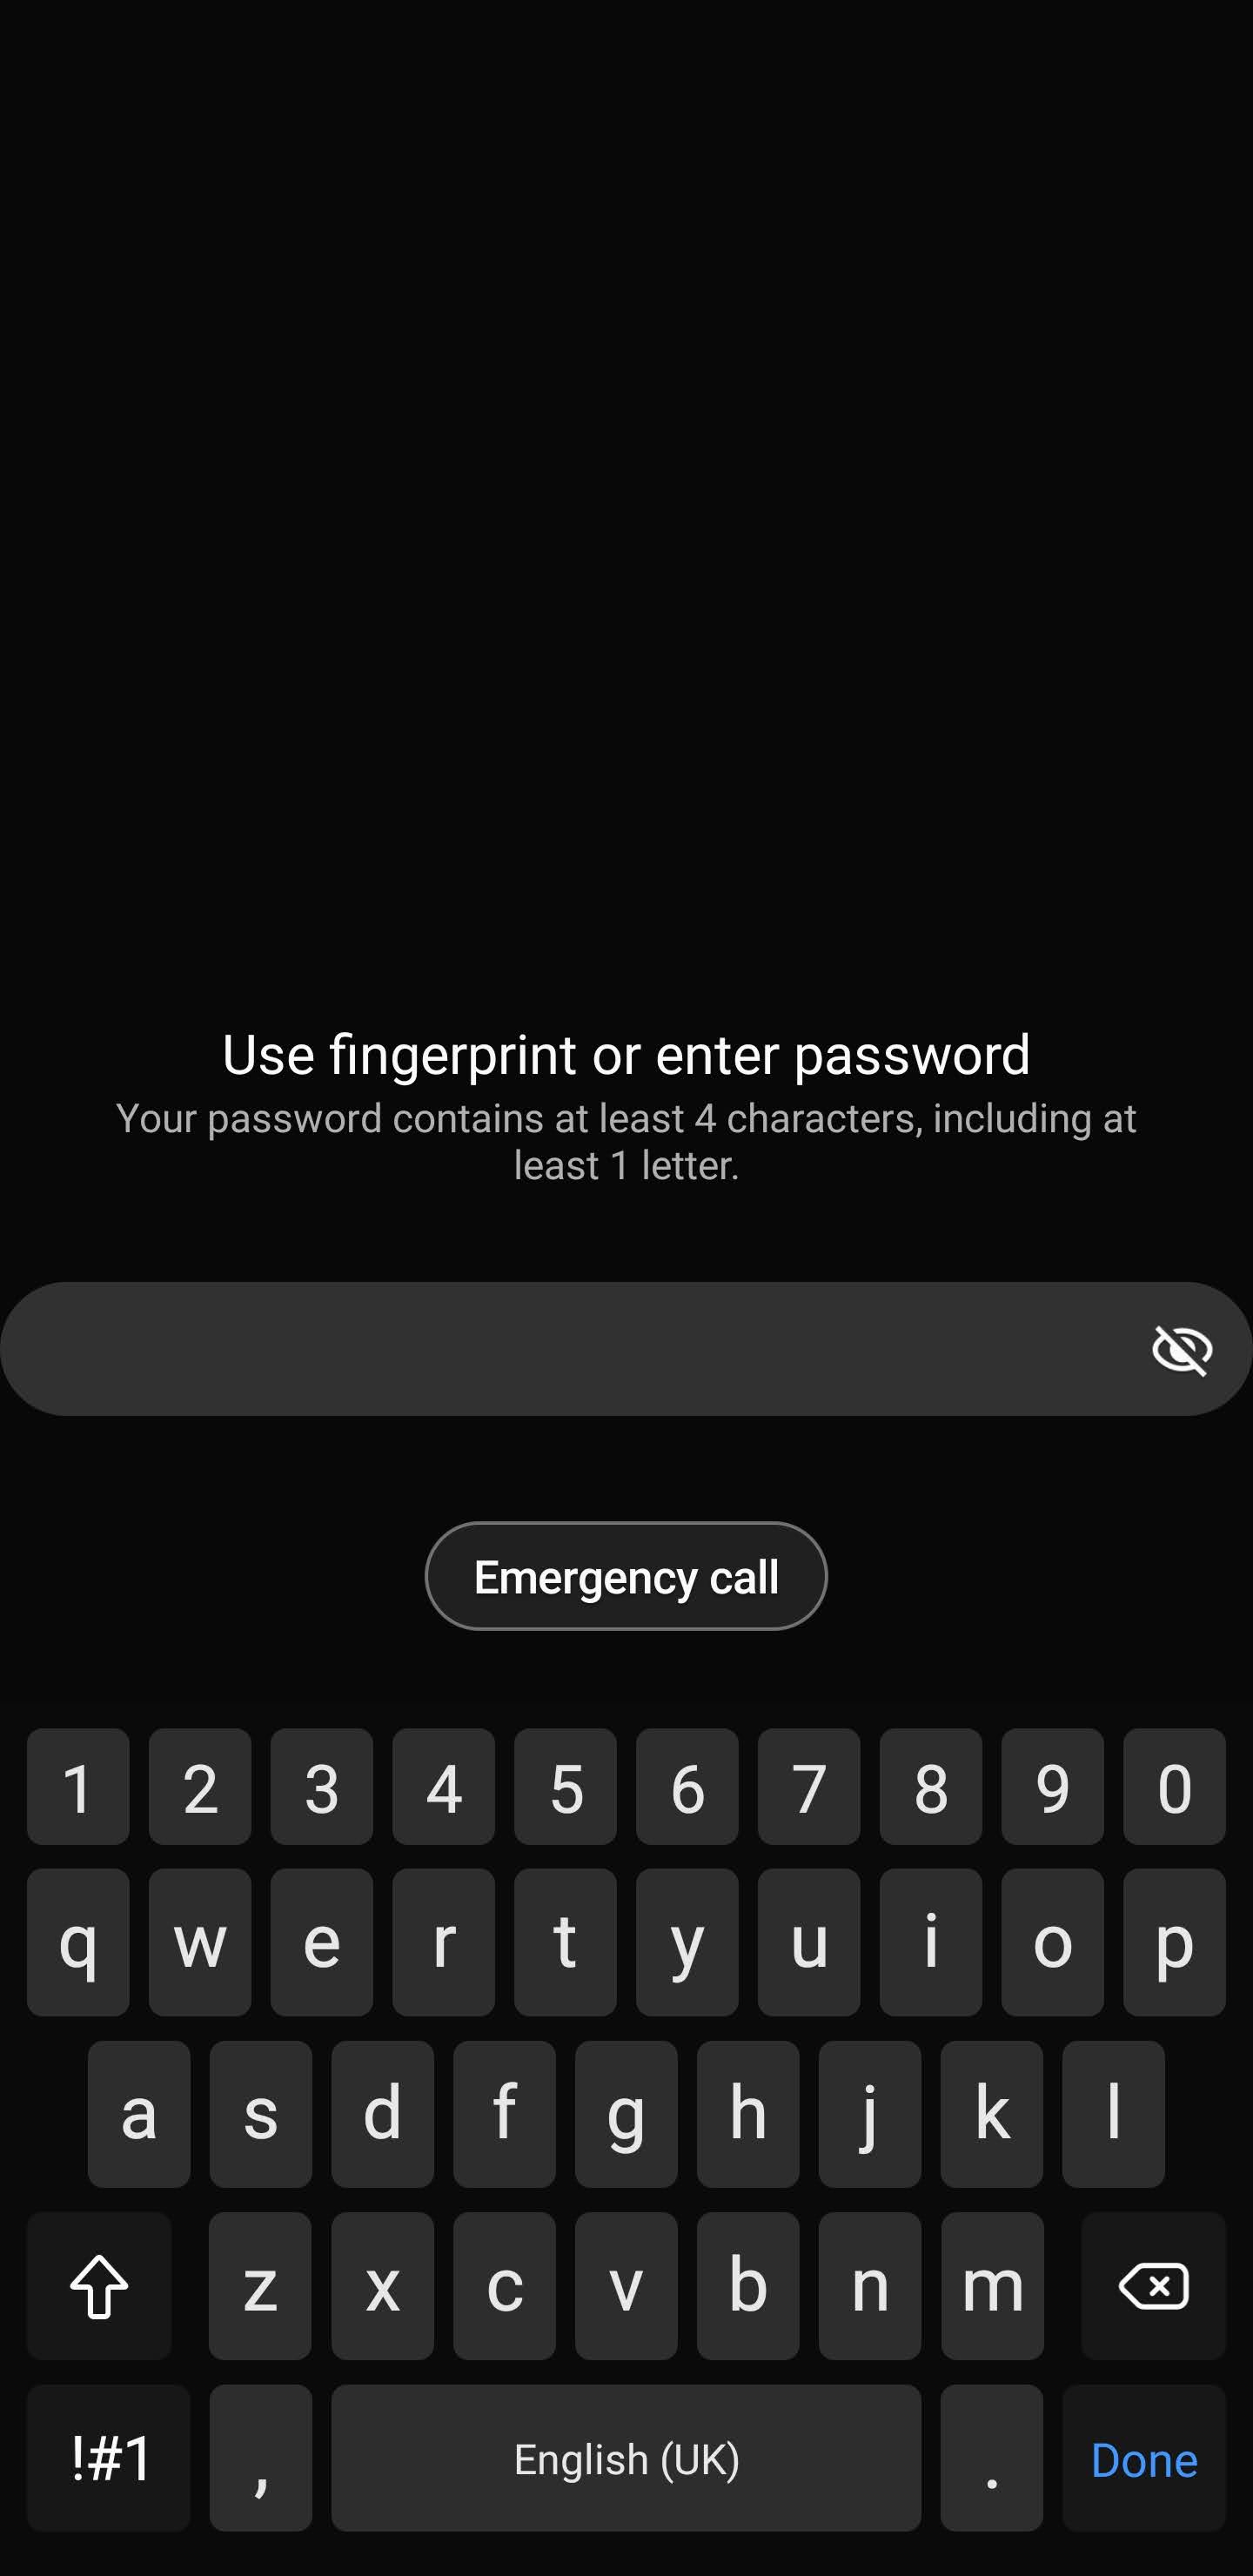 Use fingerprint or enter password
Your password contains at least 4 characters, including at
least 1 letter.
Emergency call
1 2 3 4 5 6 7 8 9 0
q w e r t y u i o p
a s d f g h j k l
z x c v b n m
!#1 , English (UK) . Done